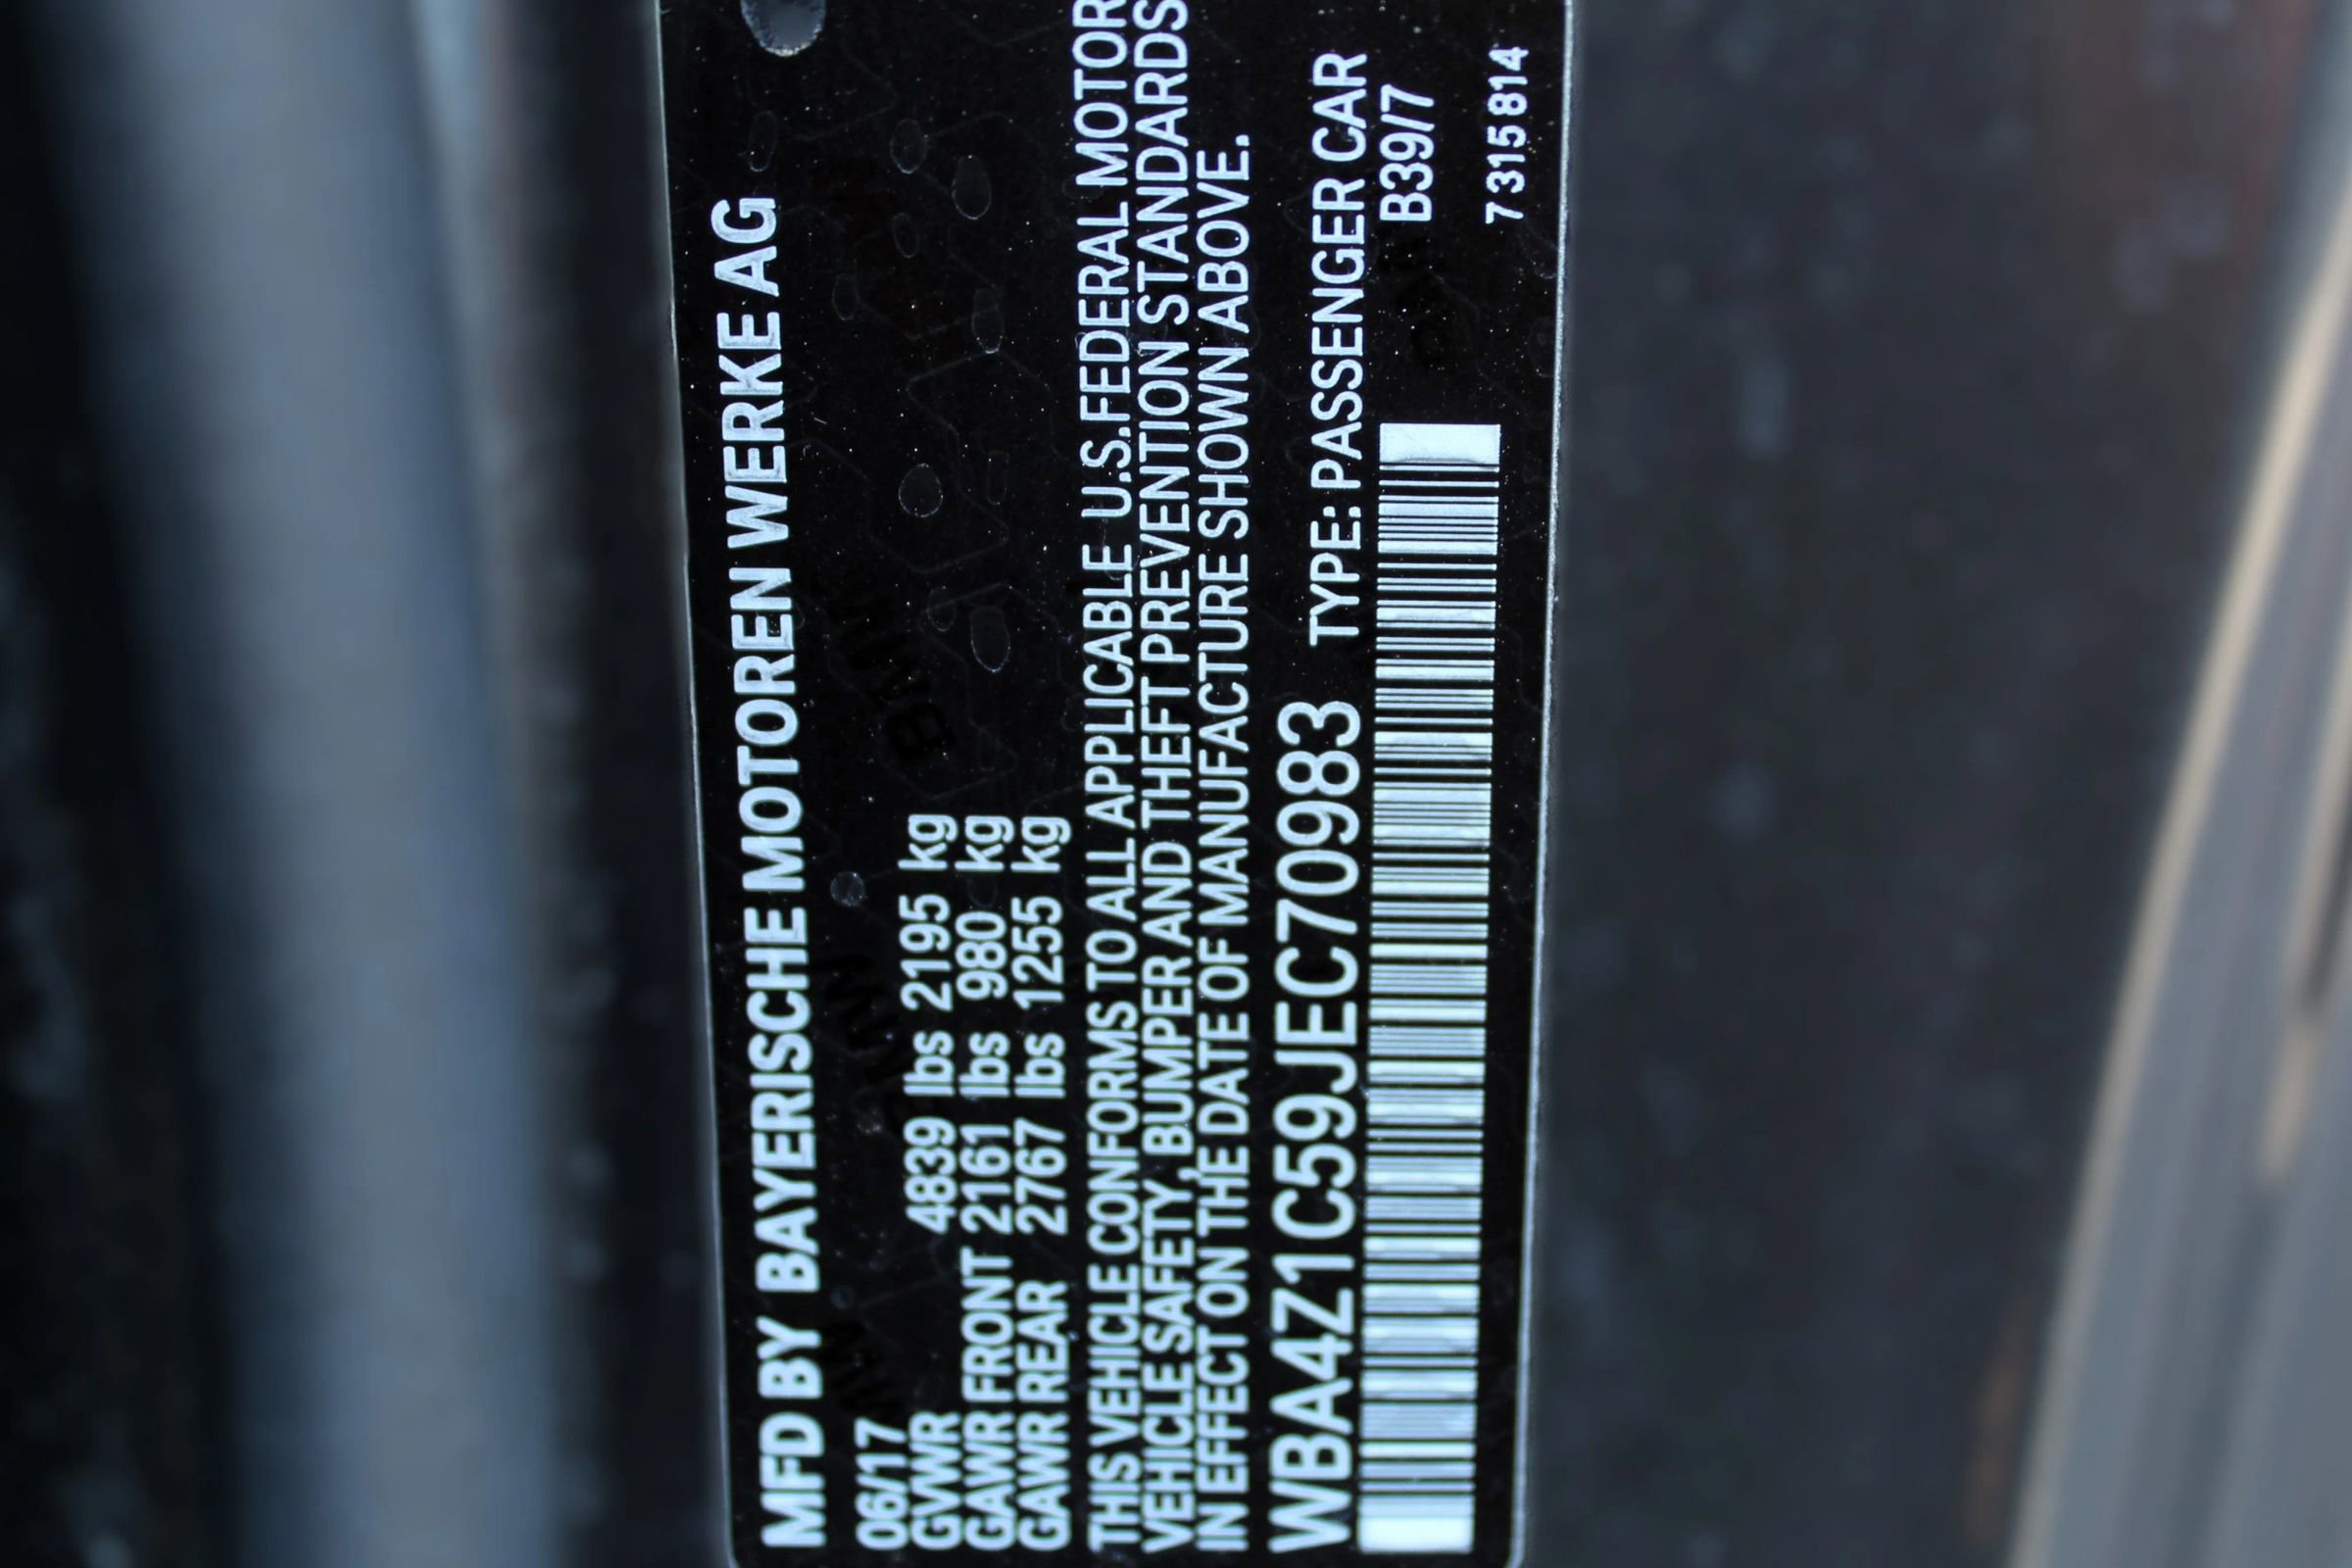 MFD BY BAYERISCHE MOTOREN WERKE AG
06/17
GVWR 4839 lbs 2195 kg
GAWR FRONT 2161 lbs 980 kg
GAWR REAR 2767 lbs 1255 kg
THIS VEHICLE CONFORMS TO ALL APPLICABLE U.S.FEDERAL MOTOR
VEHICLE SAFETY, BUMPER AND THEFT PREVENTION STANDARDS
IN EFFECT ON THE DATE OF MANUFACTURE SHOWN ABOVE.
WBA4Z1C59JEC70983 TYPE: PASSENGER CAR
B39/7
7315814